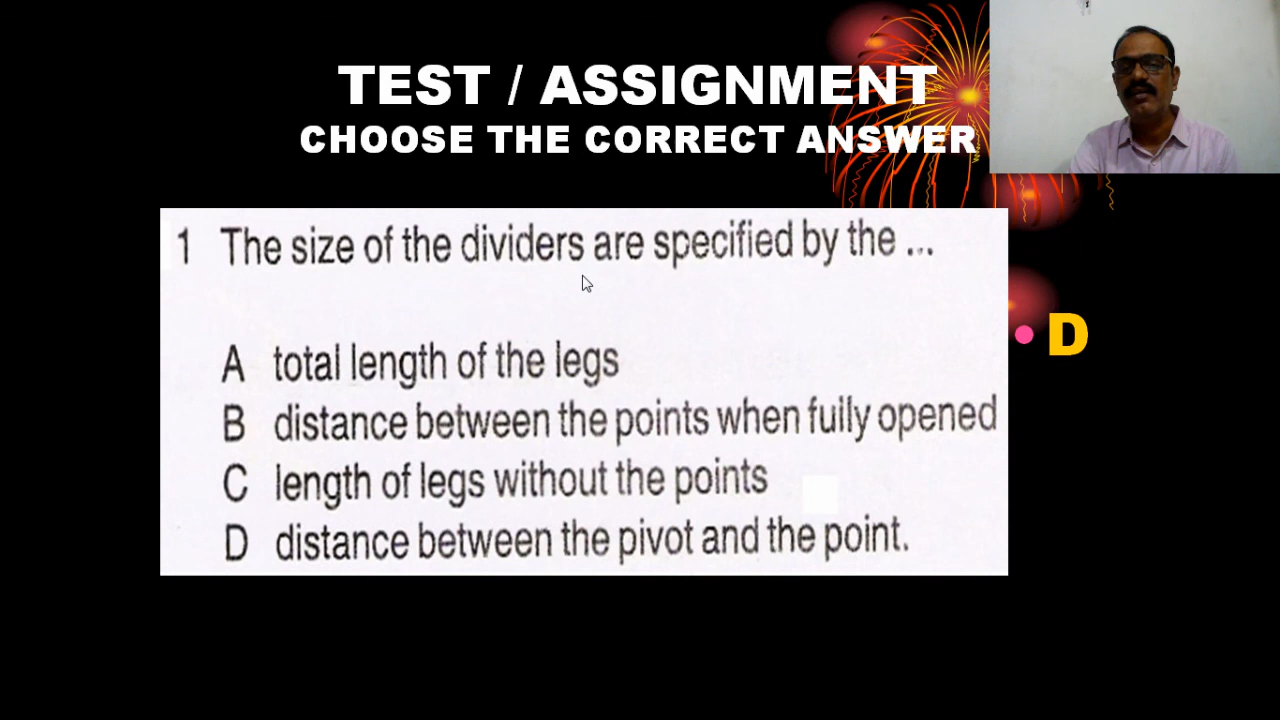 TEST / ASSIGNMENT
CHOOSE THE CORRECT ANSWER
1 The size of the dividers are specified by the ...
A total length of the legs
B distance between the points when fully opened
C length of legs without the points
D distance between the pivot and the point.
• D